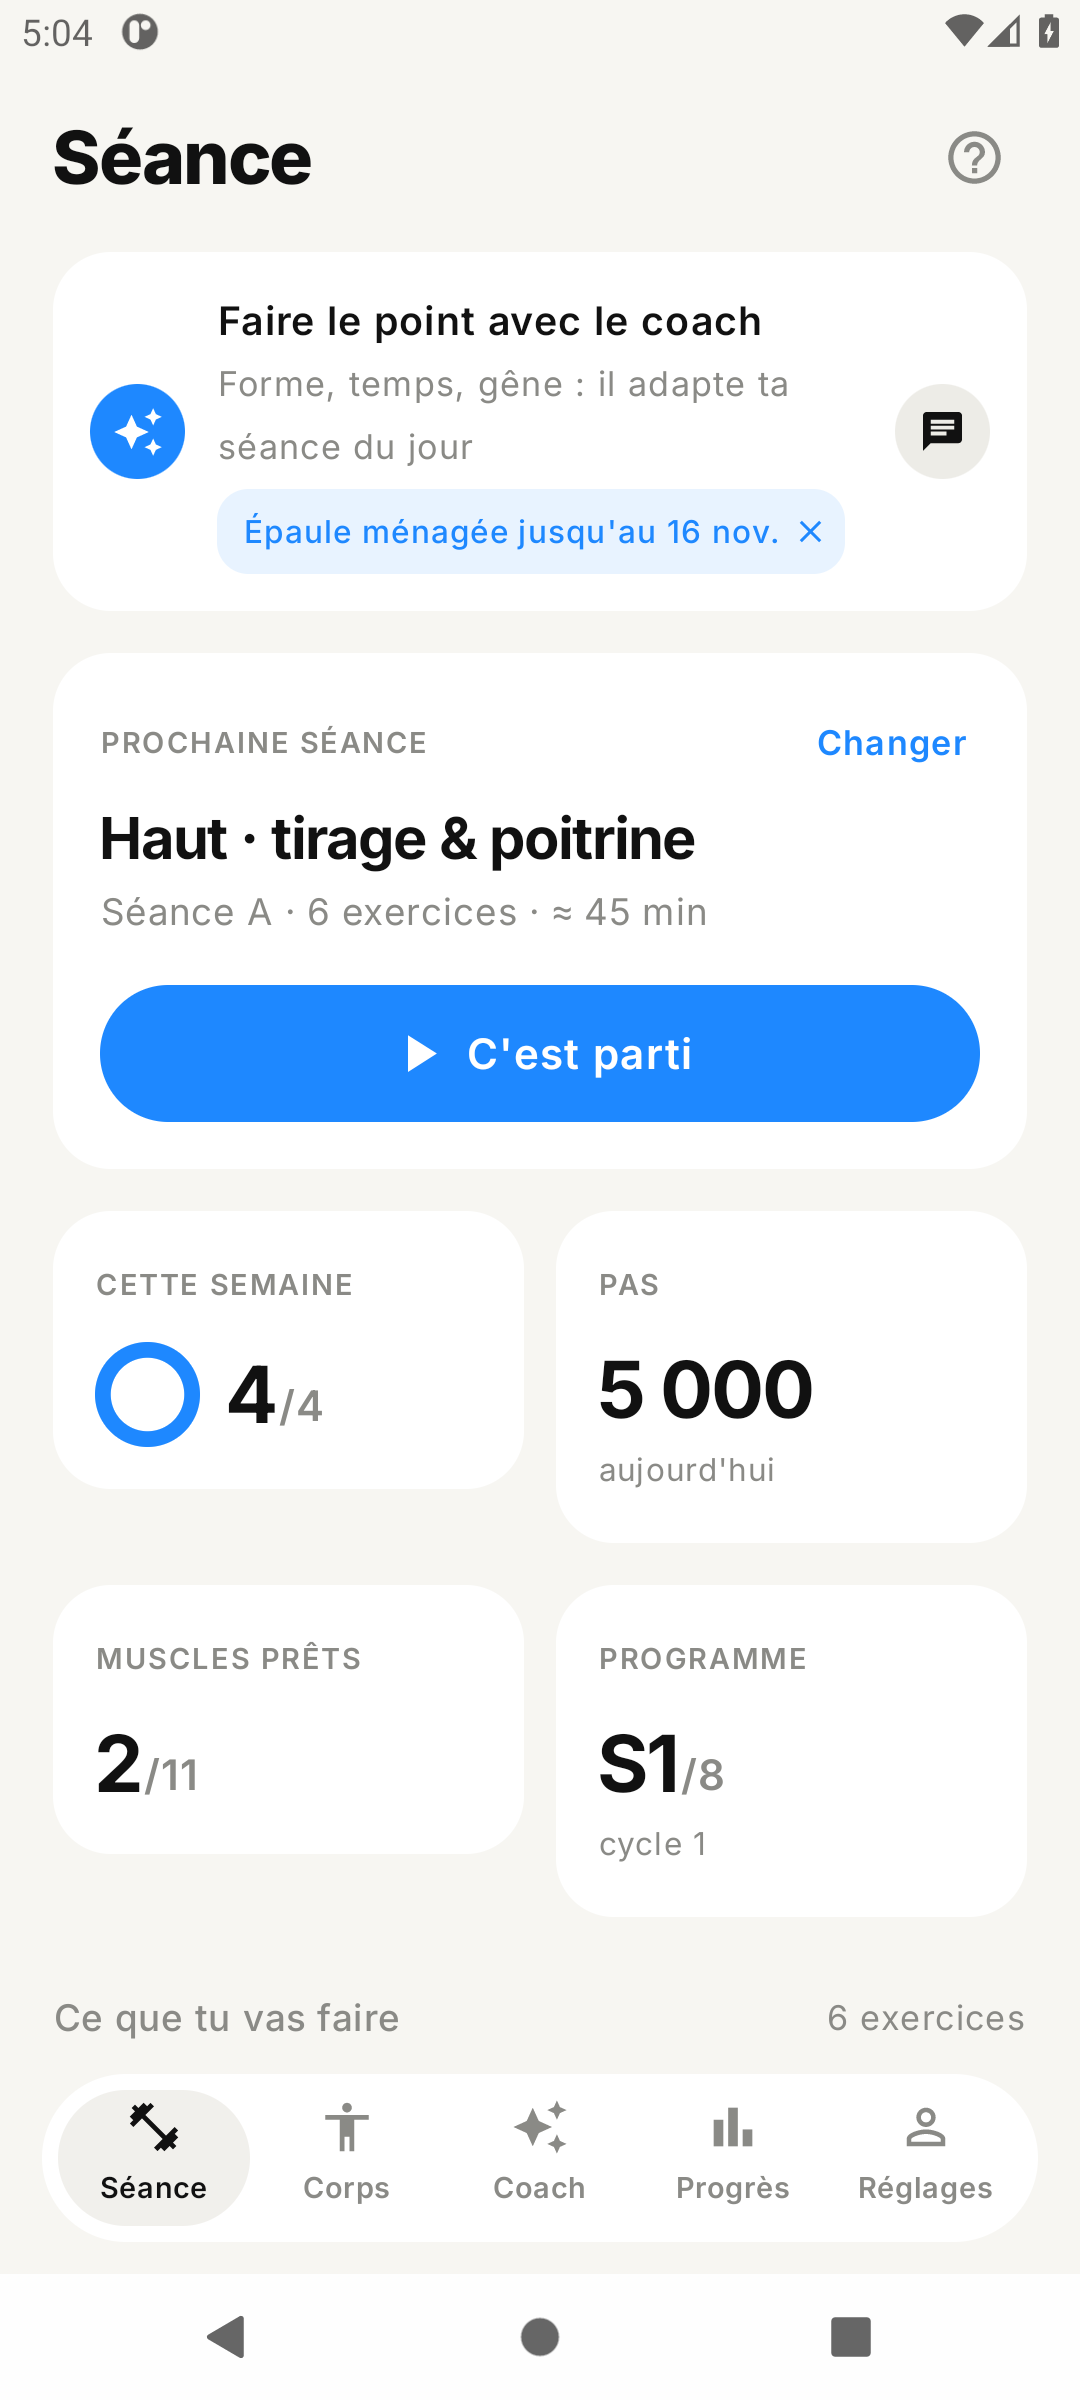 5:04
Séance
Faire le point avec le coach
Forme, temps, gêne : il adapte ta
séance du jour
Épaule ménagée jusqu'au 16 nov.
PROCHAINE SÉANCE
Changer
Haut · tirage & poitrine
Séance A · 6 exercices · ≈ 45 min
C'est parti
CETTE SEMAINE
4/4
PAS
5 000
aujourd'hui
MUSCLES PRÊTS
2/11
PROGRAMME
S1/8
cycle 1
Ce que tu vas faire
6 exercices
Séance
Corps
Coach
Progrès
Réglages